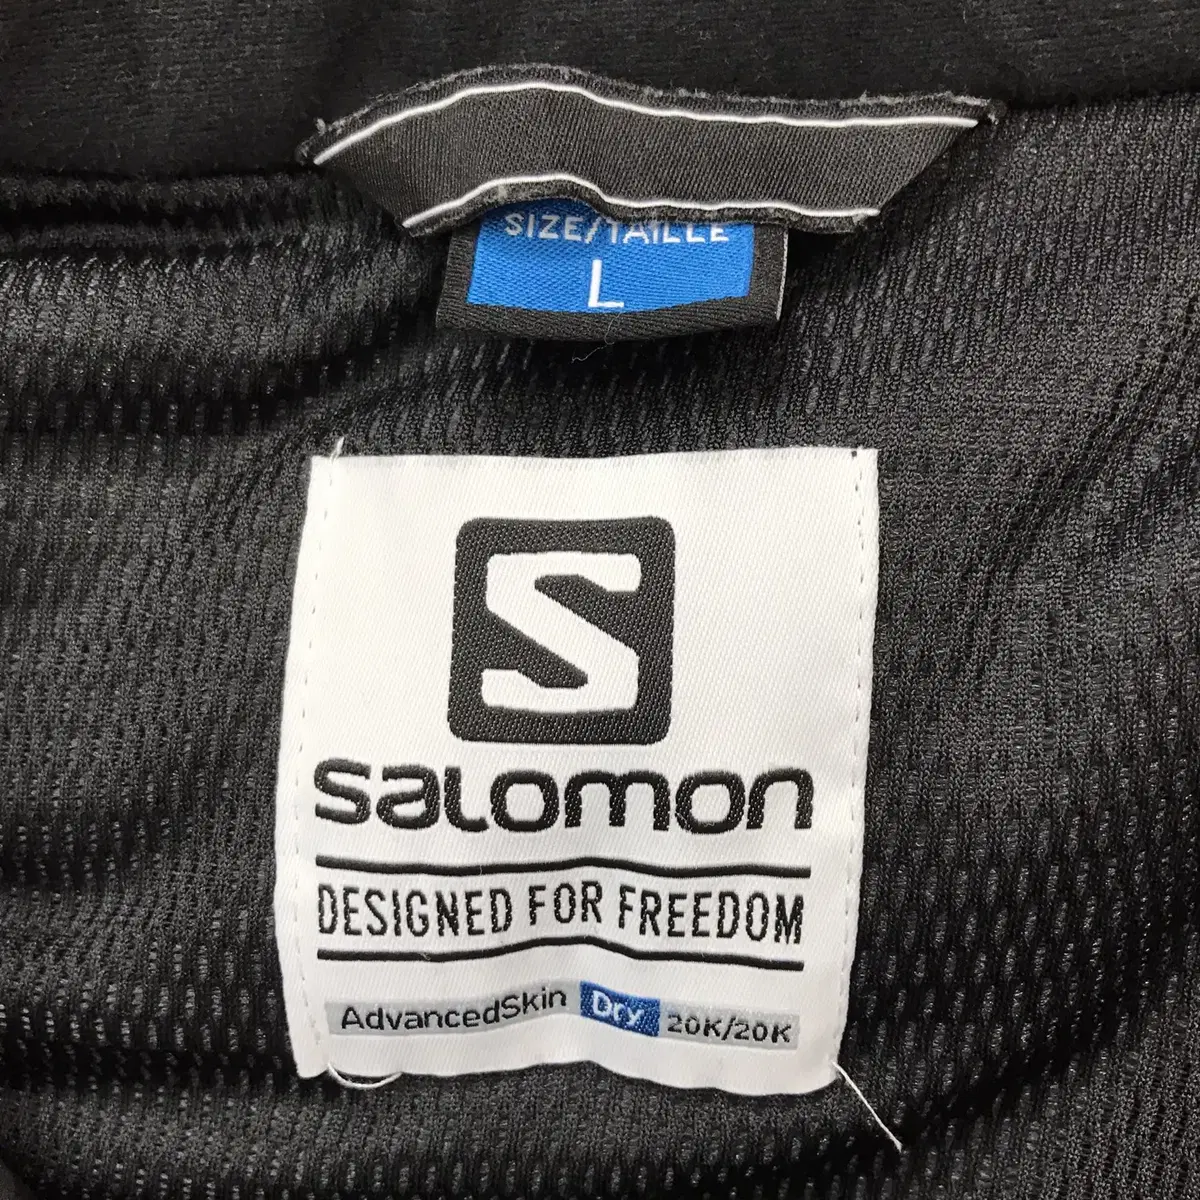 SIZE/TAILLE
L
S
salomon
DESIGNED FOR FREEDOM
AdvancedSkin Dry 20K/20K